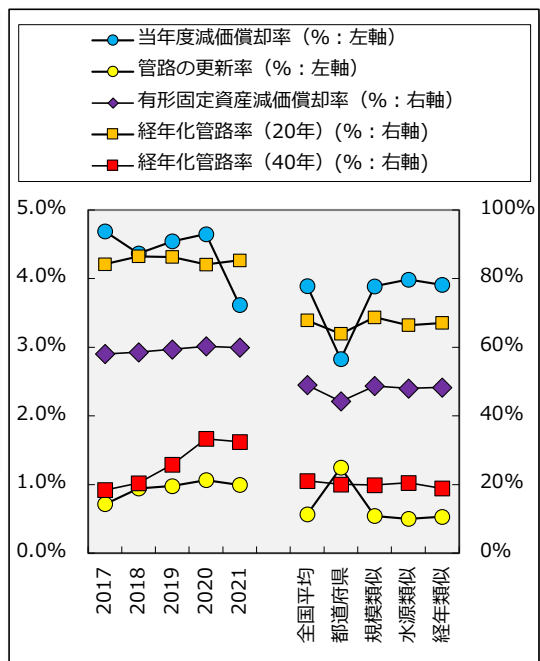 当年度減価償却率（%：左軸）
管路の更新率（%：左軸）
有形固定資産減価償却率（%：右軸）
経年化管路率（20年）(%：右軸)
経年化管路率（40年）(%：右軸)
5.0%
4.0%
3.0%
2.0%
1.0%
0.0%
100%
80%
60%
40%
20%
0%
2017
2018
2019
2020
2021
全国平均
都道府県
規模類似
水源類似
経年類似